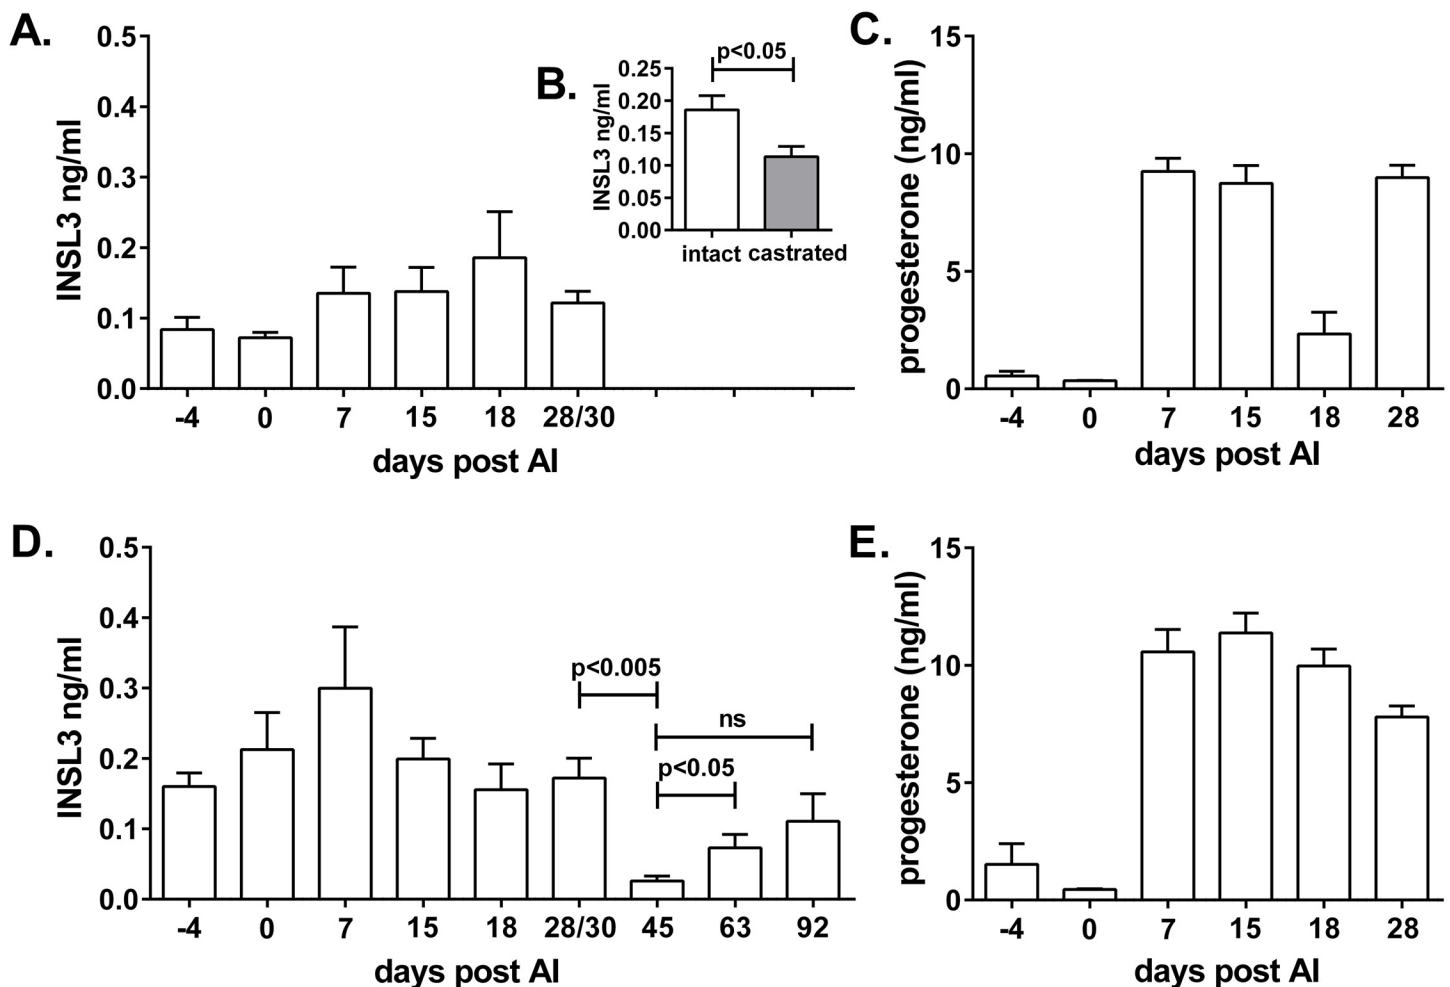 A.
INSL3 ng/ml
0.5
0.4
0.3
0.2
0.1
0.0
-4 0 7 15 18 28/30
days post AI
B.
INSL3 ng/ml
0.25
0.20
0.15
0.10
0.05
0.00
p<0.05
intact castrated
C.
progesterone (ng/ml)
15
10
5
0
-4 0 7 15 18 28
days post AI
D.
INSL3 ng/ml
0.5
0.4
0.3
0.2
0.1
0.0
p<0.005
ns
p<0.05
-4 0 7 15 18 28/30 45 63 92
days post AI
E.
progesterone (ng/ml)
15
10
5
0
-4 0 7 15 18 28
days post AI